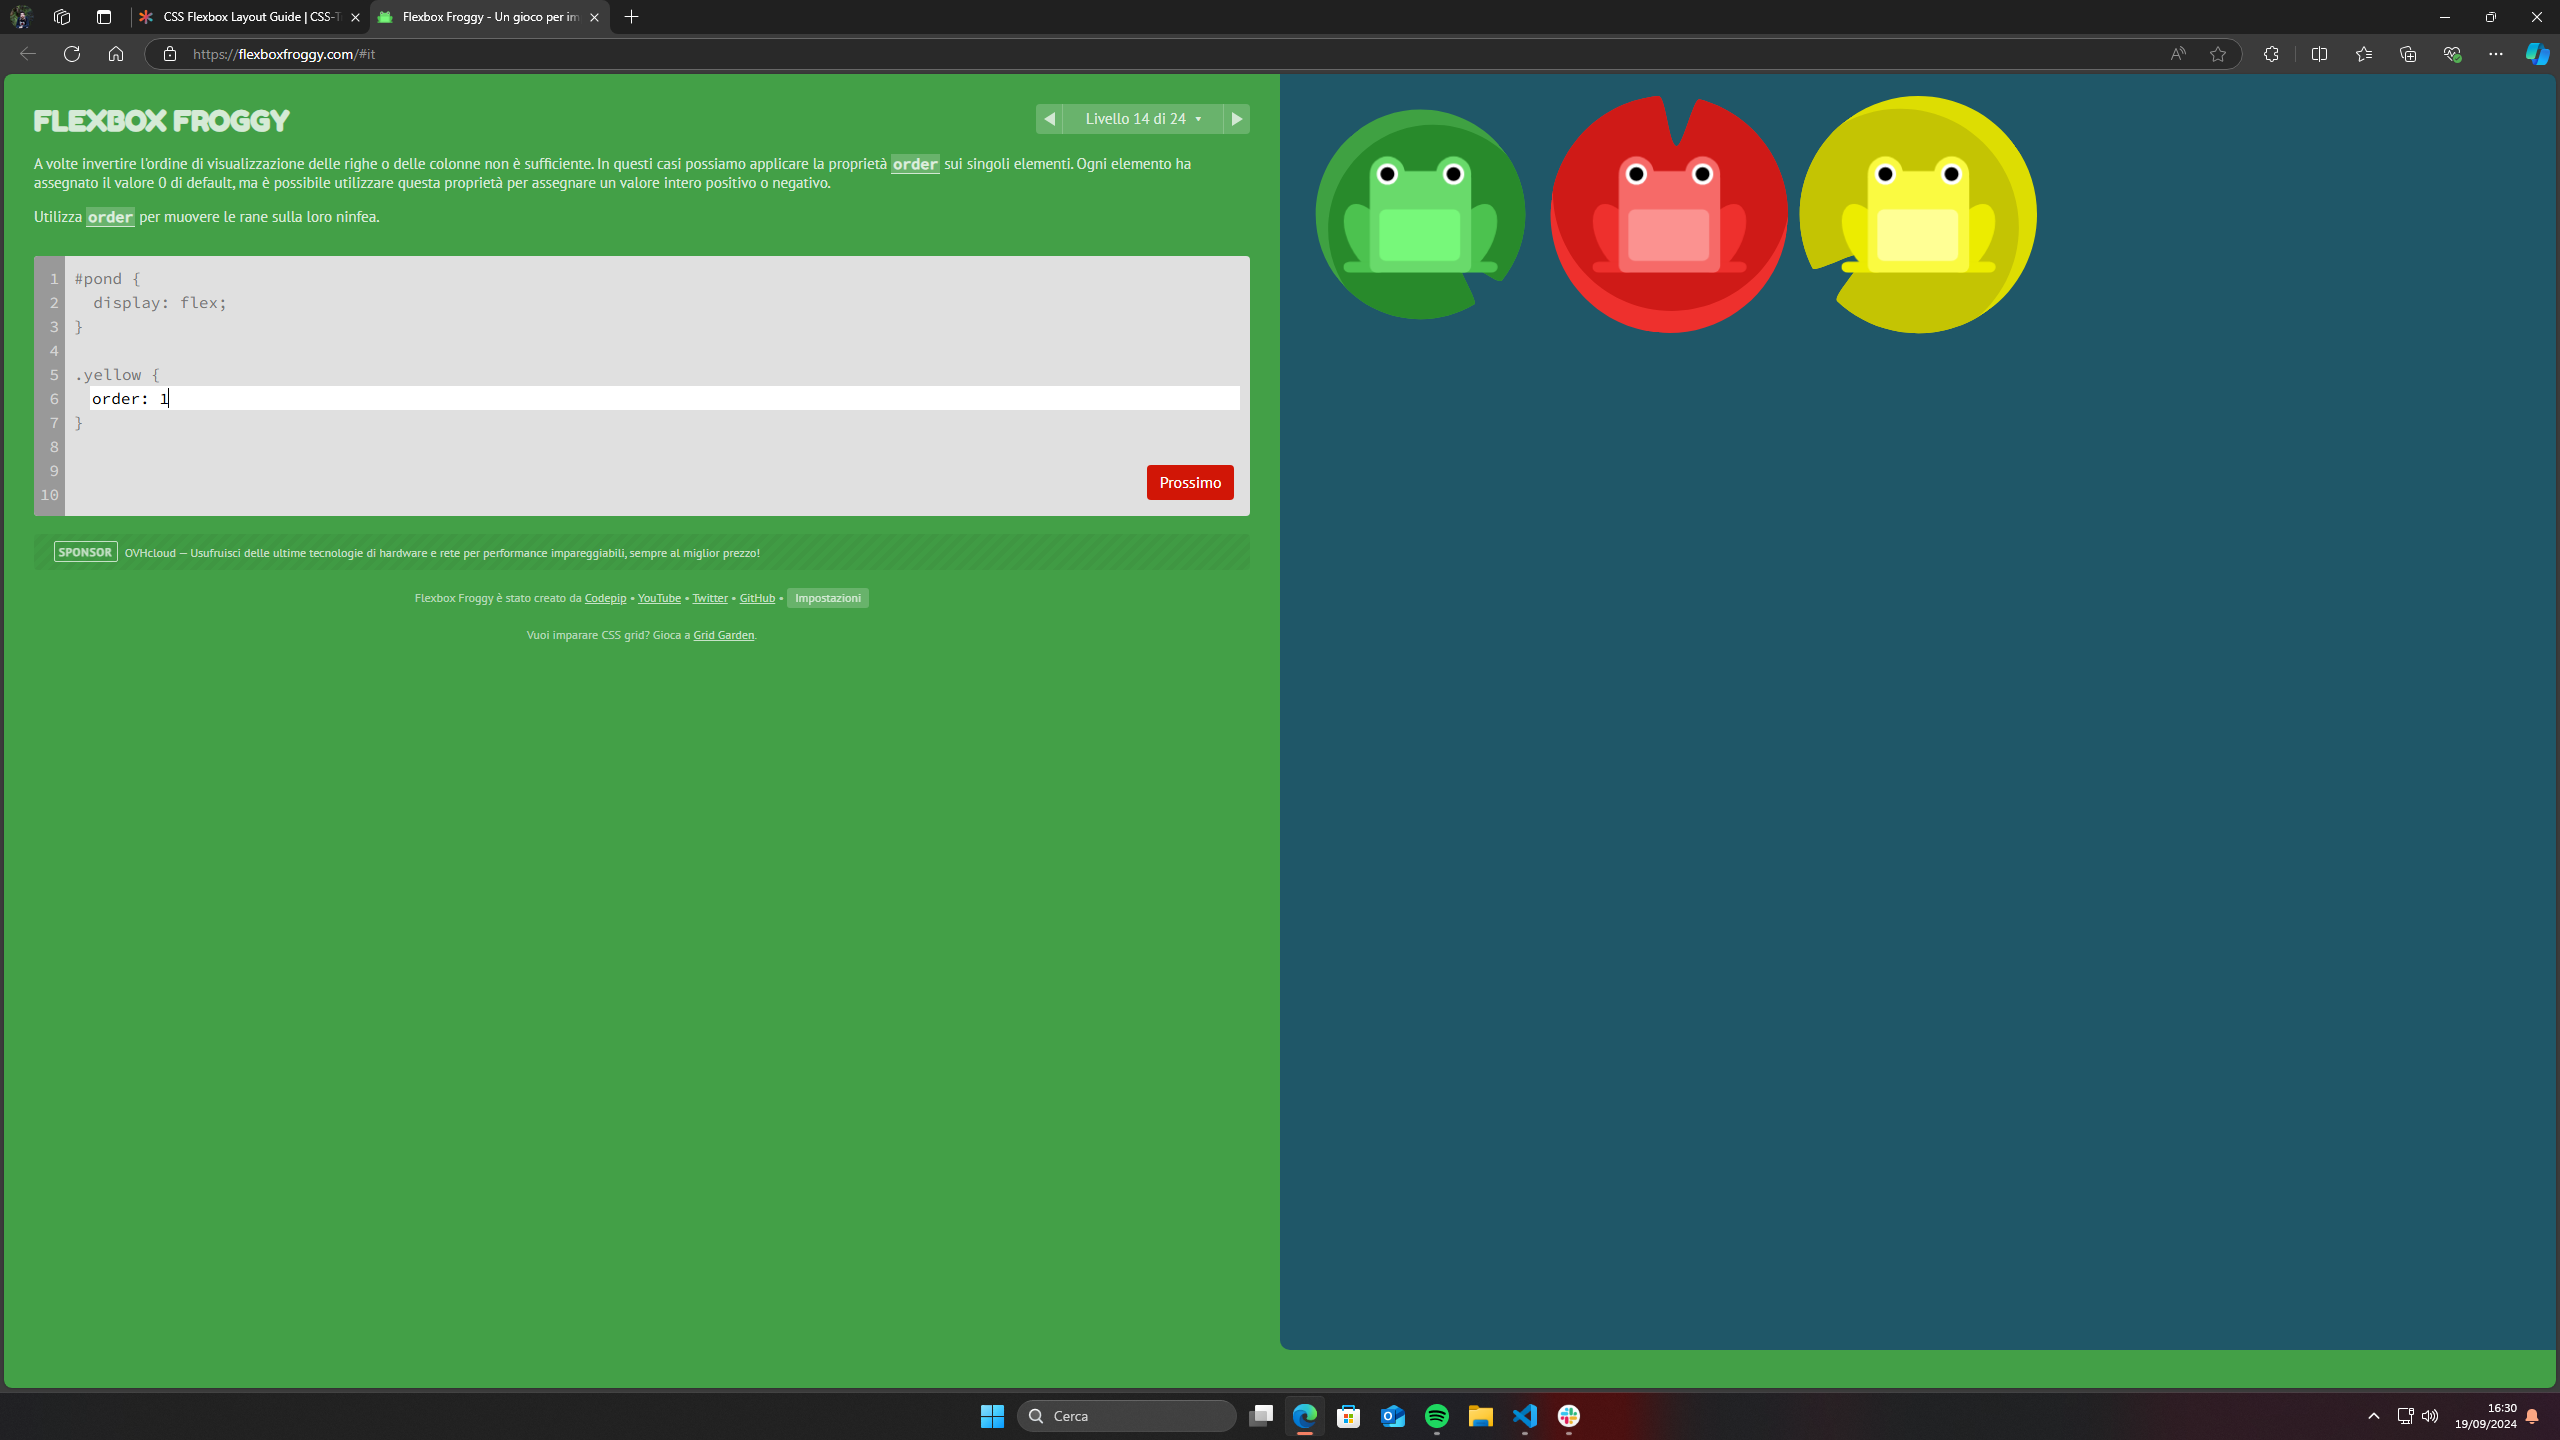 CSS Flexbox Layout Guide | CSS-T
Flexbox Froggy - Un gioco per im
https://flexboxfroggy.com/#it
FLEXBOX FROGGY
Livello 14 di 24
A volte invertire l'ordine di visualizzazione delle righe o delle colonne non è sufficiente. In questi casi possiamo applicare la proprietà order sui singoli elementi. Ogni elemento ha
assegnato il valore 0 di default, ma è possibile utilizzare questa proprietà per assegnare un valore intero positivo o negativo.
Utilizza order per muovere le rane sulla loro ninfea.
1 #pond {
2 display: flex;
3 }
4
5 .yellow {
6 order: 1
7 }
8
9
10
Prossimo
SPONSOR OVHcloud — Usufruisci delle ultime tecnologie di hardware e rete per performance impareggiabili, sempre al miglior prezzo!
Flexbox Froggy è stato creato da Codepip • YouTube • Twitter • GitHub • Impostazioni
Vuoi imparare CSS grid? Gioca a Grid Garden.
Cerca
16:30
19/09/2024